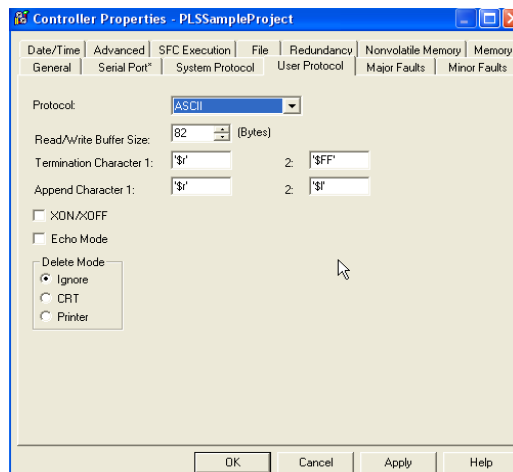 Controller Properties - PLSSampleProject
Date/Time Advanced SFC Execution File Redundancy Nonvolatile Memory Memory
General Serial Port* System Protocol User Protocol Major Faults Minor Faults
Protocol: ASCII
Read/Write Buffer Size: 82 (Bytes)
Termination Character 1: '$r' 2: '$FF'
Append Character 1: '$r' 2: '$l'
XON/XOFF
Echo Mode
Delete Mode
Ignore
CRT
Printer
OK Cancel Apply Help